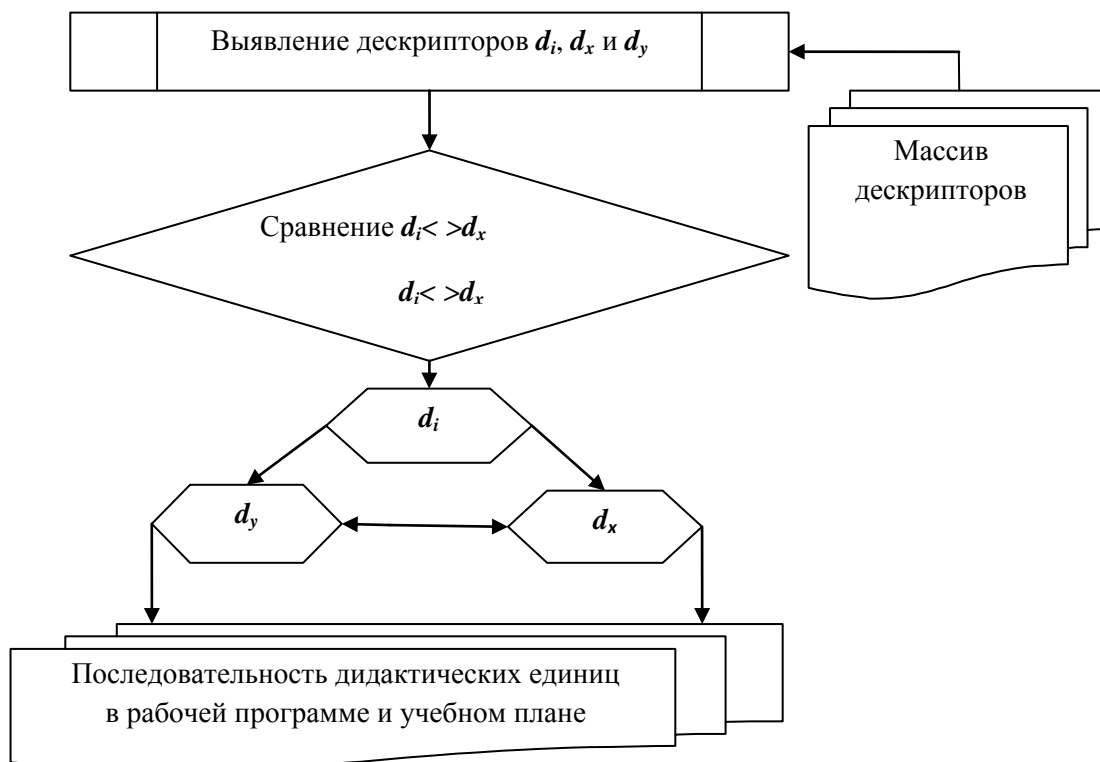 Выявление дескрипторов di, dx и dy
Массив
дескрипторов
Сравнение di< >dx
di< >dx
di
dy
dx
Последовательность дидактических единиц
в рабочей программе и учебном плане